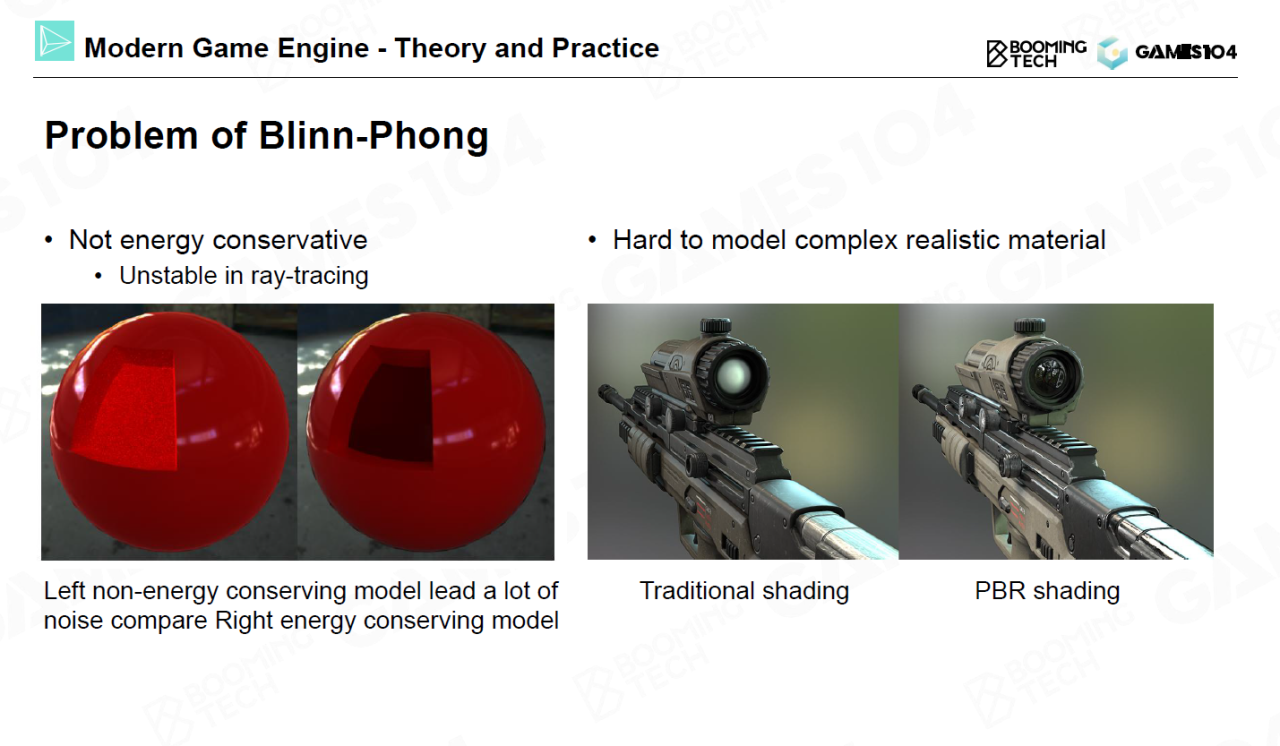 Modern Game Engine - Theory and Practice
BOOMING
TECH
GAMES104
Problem of Blinn-Phong
• Not energy conservative
• Unstable in ray-tracing
• Hard to model complex realistic material
Left non-energy conserving model lead a lot of
noise compare Right energy conserving model
Traditional shading
PBR shading